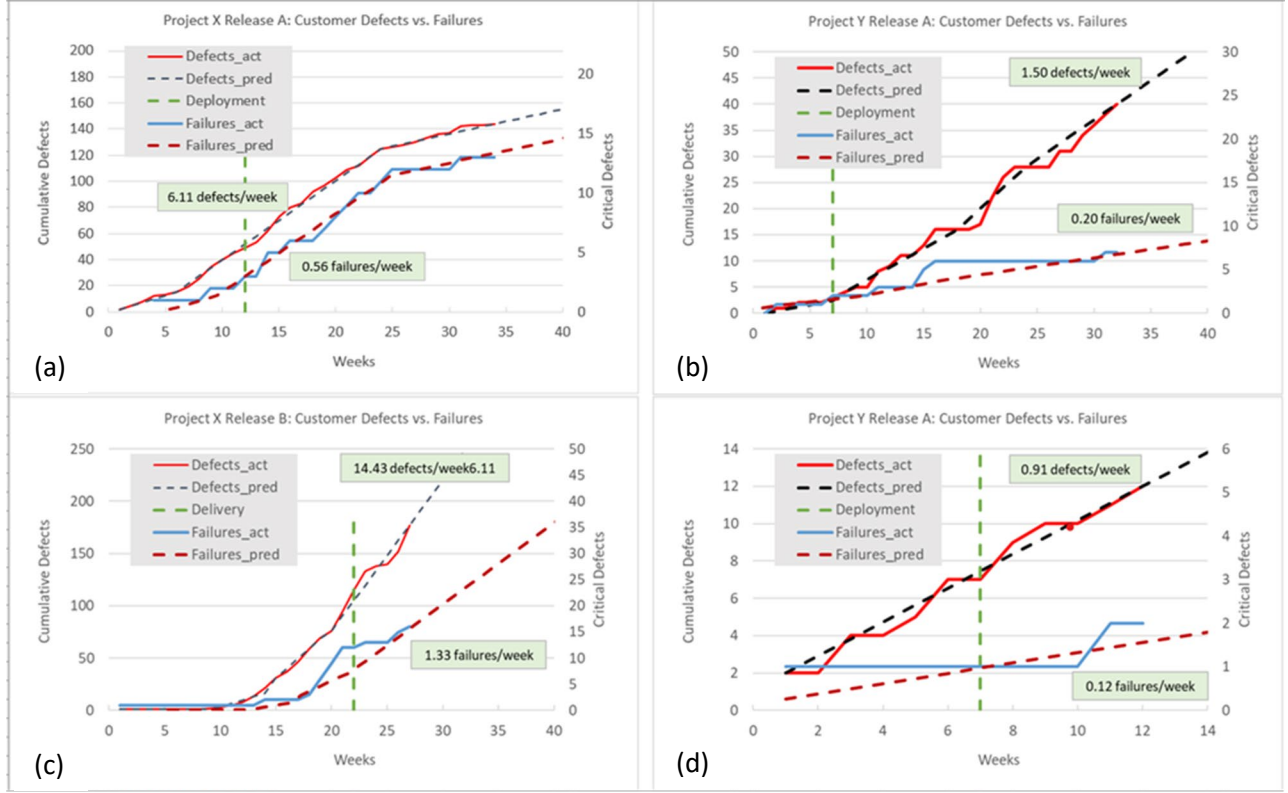 Project X Release A: Customer Defects vs. Failures
Cumulative Defects
200
180
160
140
120
100
80
60
40
20
0
Defects_act
Defects_pred
Deployment
Failures_act
Failures_pred
6.11 defects/week
0.56 failures/week
20
15
10
5
0
Critical Defects
0 5 10 15 20 25 30 35 40
Weeks
(a)
Project Y Release A: Customer Defects vs. Failures
Cumulative Defects
50
45
40
35
30
25
20
15
10
5
0
Defects_act
Defects_pred
Deployment
Failures_act
Failures_pred
1.50 defects/week
0.20 failures/week
30
25
20
15
10
5
0
Critical Defects
0 5 10 15 20 25 30 35 40
Weeks
(b)
Project X Release B: Customer Defects vs. Failures
Cumulative Defects
250
200
150
100
50
0
Defects_act
Defects_pred
Delivery
Failures_act
Failures_pred
14.43 defects/week6.11
1.33 failures/week
50
45
40
35
30
25
20
15
10
5
0
Critical Defects
0 5 10 15 20 25 30 35 40
Weeks
(c)
Project Y Release A: Customer Defects vs. Failures
Cumulative Defects
14
12
10
8
6
4
2
0
Defects_act
Defects_pred
Deployment
Failures_act
Failures_pred
0.91 defects/week
0.12 failures/week
6
5
4
3
2
1
0
Critical Defects
0 2 4 6 8 10 12 14
Weeks
(d)